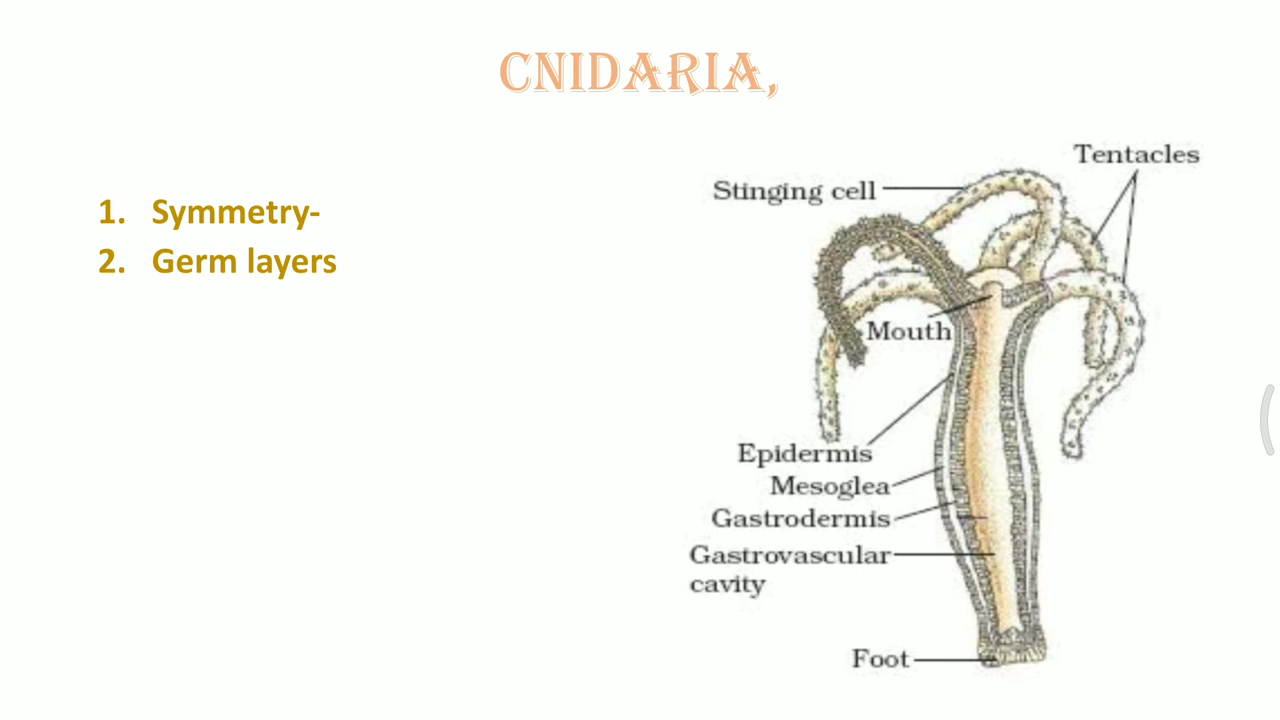 CNIDARIA,
1. Symmetry-
2. Germ layers
Tentacles
Stinging cell
Mouth
Epidermis
Mesoglea
Gastrodermis
Gastrovascular
cavity
Foot